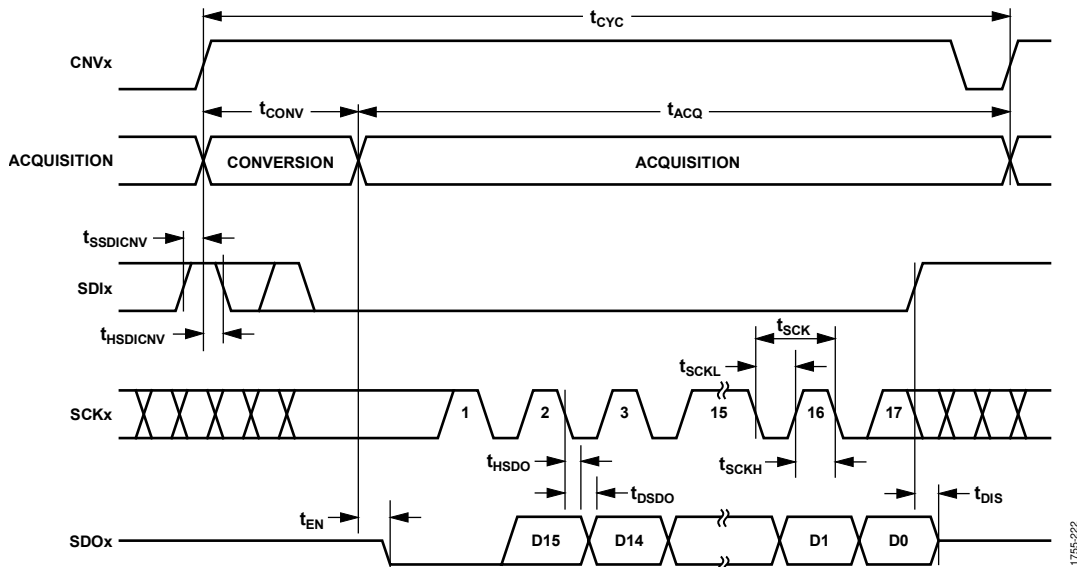 tCYC
CNVx
tCONV
tACQ
ACQUISITION
CONVERSION
ACQUISITION
tSSDICNV
SDIx
tHSDICNV
tSCK
tSCKL
SCKx
1
2
3
15
16
17
tHSDO
tSCKH
tDSDO
tDIS
tEN
SDOx
D15
D14
D1
D0
1755-222